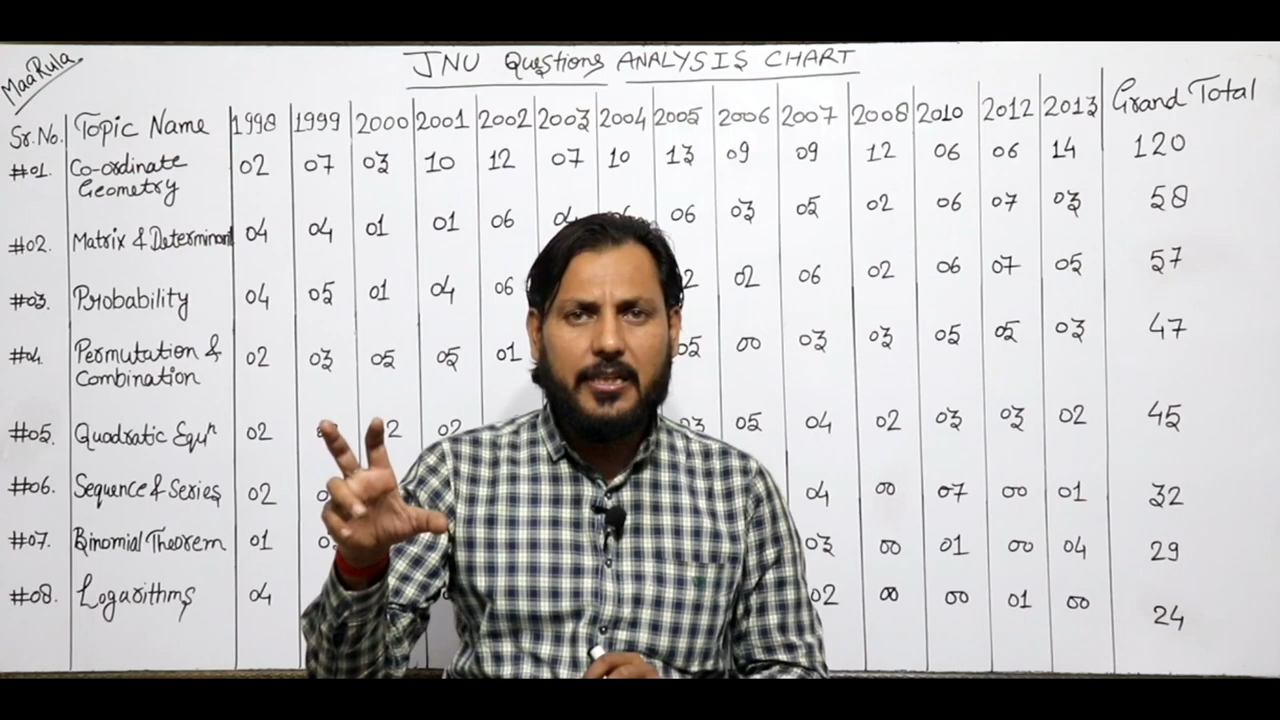 MaaRula
JNU Questions ANALYSIS CHART
Sr.No. Topic Name 1998 1999 2000 2001 2002 2003 2004 2005 2006 2007 2008 2010 2012 2013 Grand Total
#01. Co-ordinate 02 07 03 10 12 07 10 13 09 09 12 06 06 14 120
Geometry
#02. Matrix & Determinant 04 04 01 01 06 06 03 05 02 06 07 03 58
#03. Probability 04 05 01 04 06 02 06 02 06 07 05 57
#04. Permutation & 02 03 05 05 01 05 00 03 03 05 05 03 47
Combination
#05. Quadratic Equⁿ 02 02 05 04 02 03 03 02 45
#06. Sequence & Series 02 04 00 07 00 01 32
#07. Binomial Theorem 01 03 00 01 00 04 29
#08. Logarithms 04 02 00 00 01 00 24